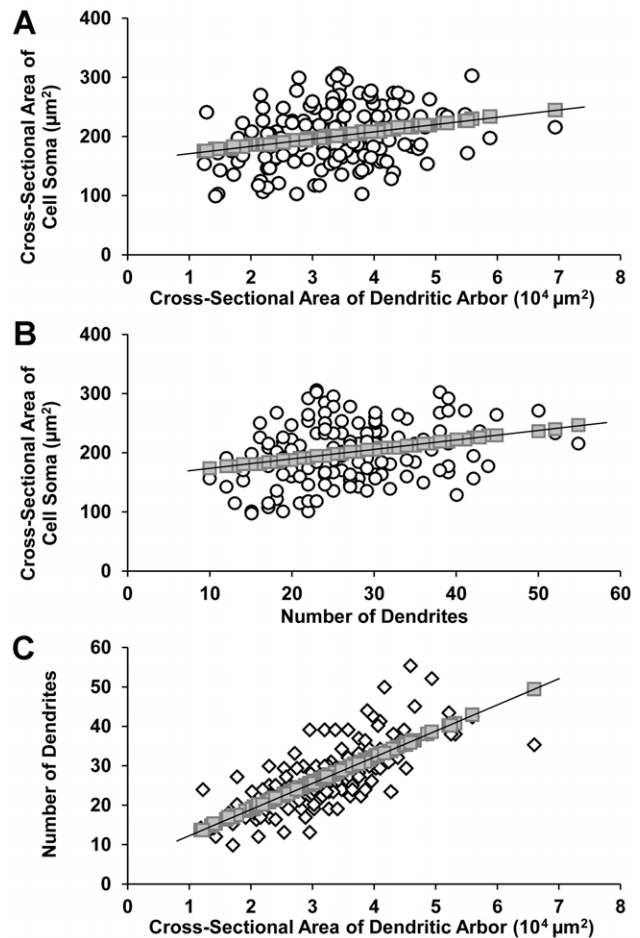 A
Cross-Sectional Area of
Cell Soma (µm²)
400
300
200
100
0
0 1 2 3 4 5 6 7 8
Cross-Sectional Area of Dendritic Arbor (10⁴ µm²)
B
Cross-Sectional Area of
Cell Soma (µm²)
400
300
200
100
0
0 10 20 30 40 50 60
Number of Dendrites
C
Number of Dendrites
60
50
40
30
20
10
0
0 1 2 3 4 5 6 7 8
Cross-Sectional Area of Dendritic Arbor (10⁴ µm²)